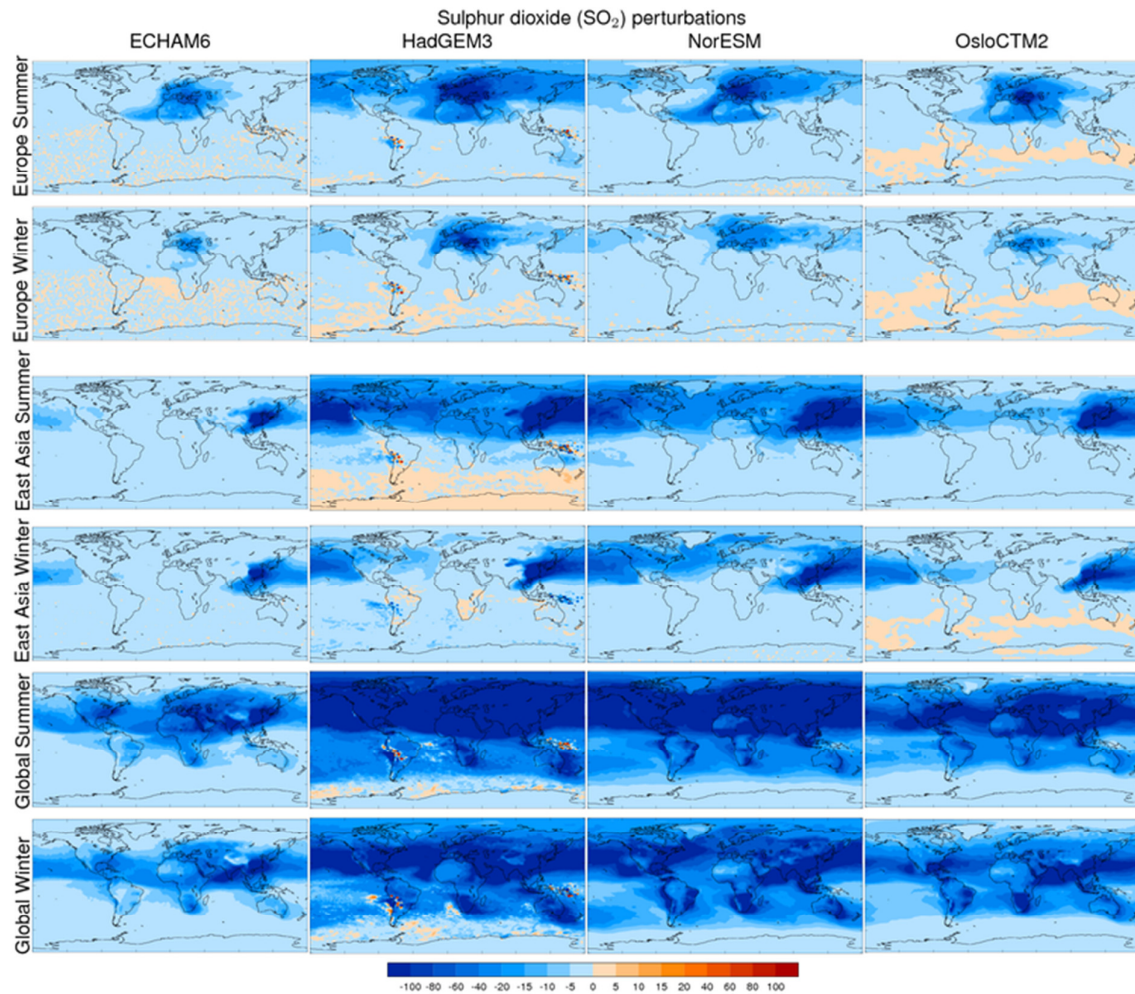 Sulphur dioxide (SO₂) perturbations
ECHAM6 HadGEM3 NorESM OsloCTM2
Europe Summer
Europe Winter
East Asia Summer
East Asia Winter
Global Summer
Global Winter
-100 -80 -60 -40 -20 -15 -10 -5 0 5 10 15 20 40 60 80 100